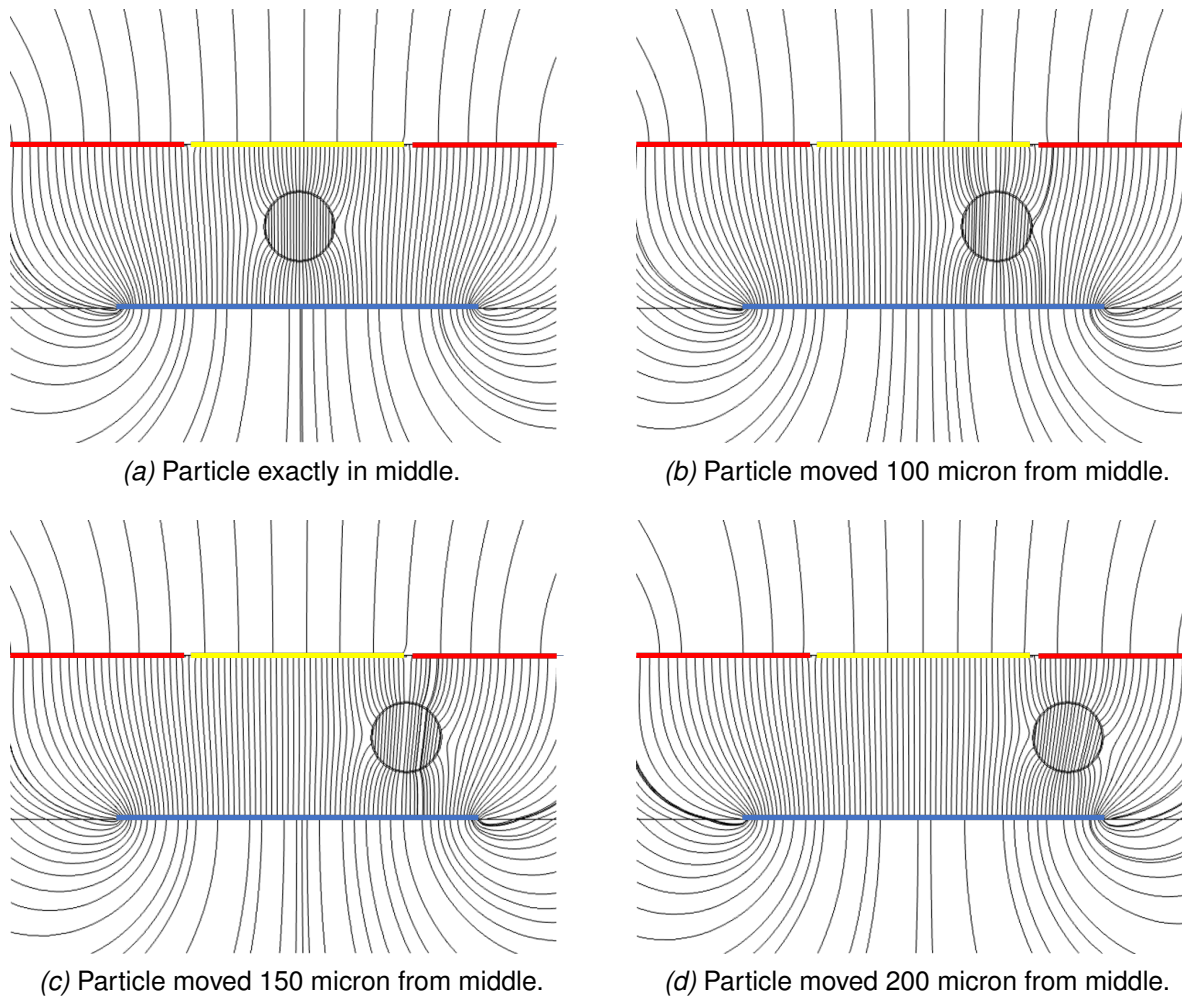 (a) Particle exactly in middle.
(b) Particle moved 100 micron from middle.
(c) Particle moved 150 micron from middle.
(d) Particle moved 200 micron from middle.